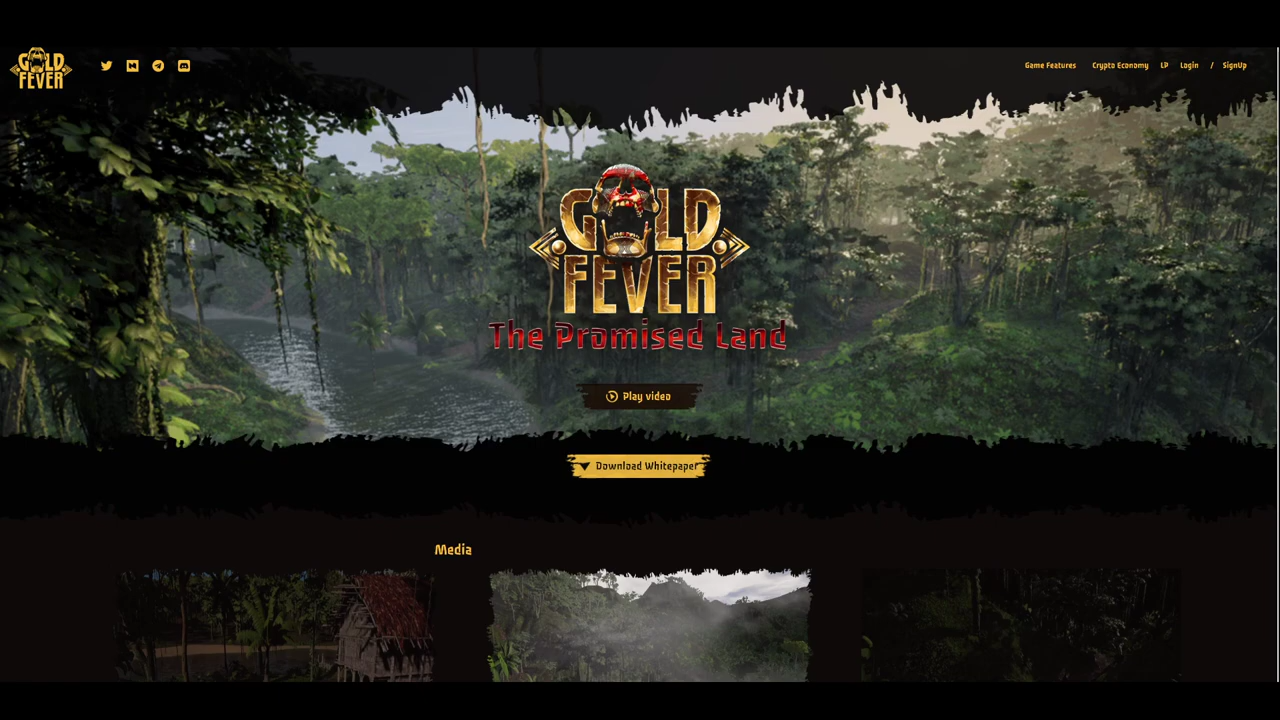 GOLD
FEVER
Game Features
Crypto Economy
LP
Login
/
SignUp
GOLD
FEVER
The Promised Land
Play video
Download Whitepaper
Media